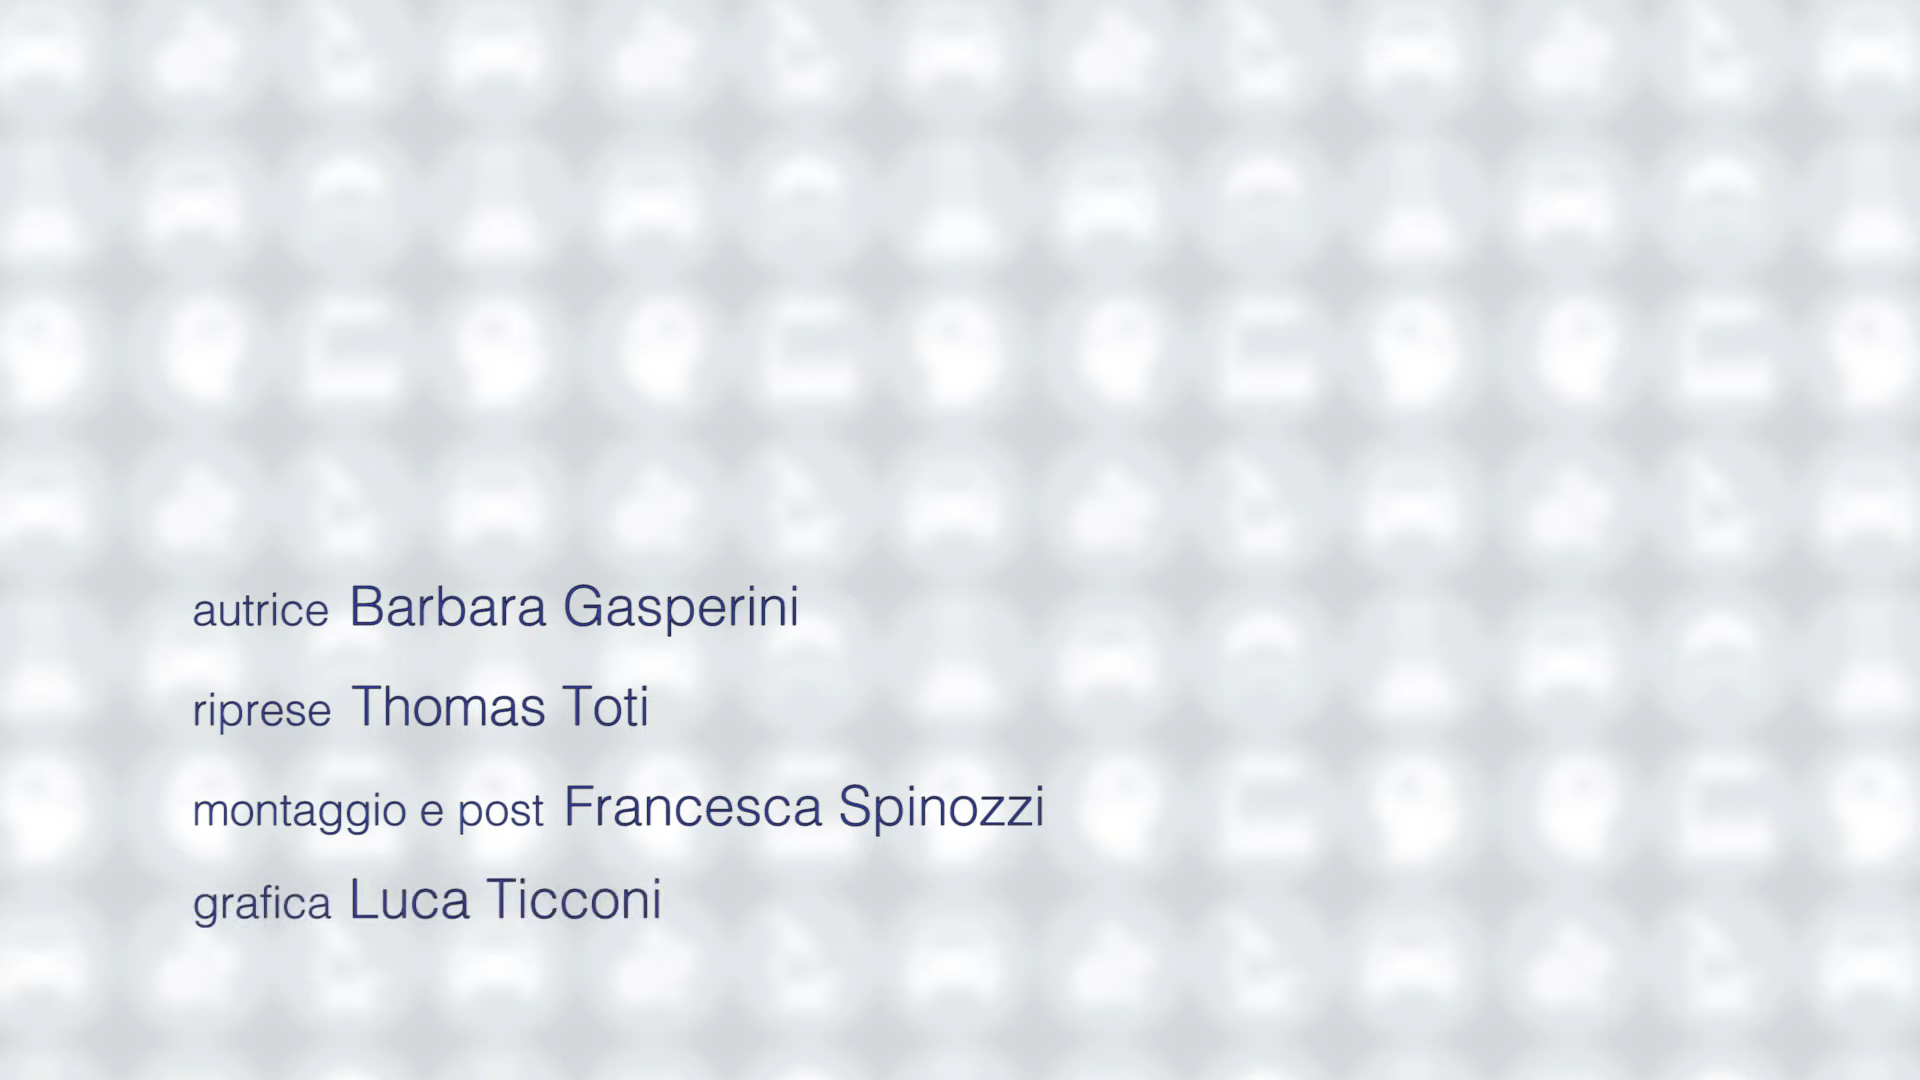 autrice Barbara Gasperini
riprese Thomas Toti
montaggio e post Francesca Spinozzi
grafica Luca Ticconi